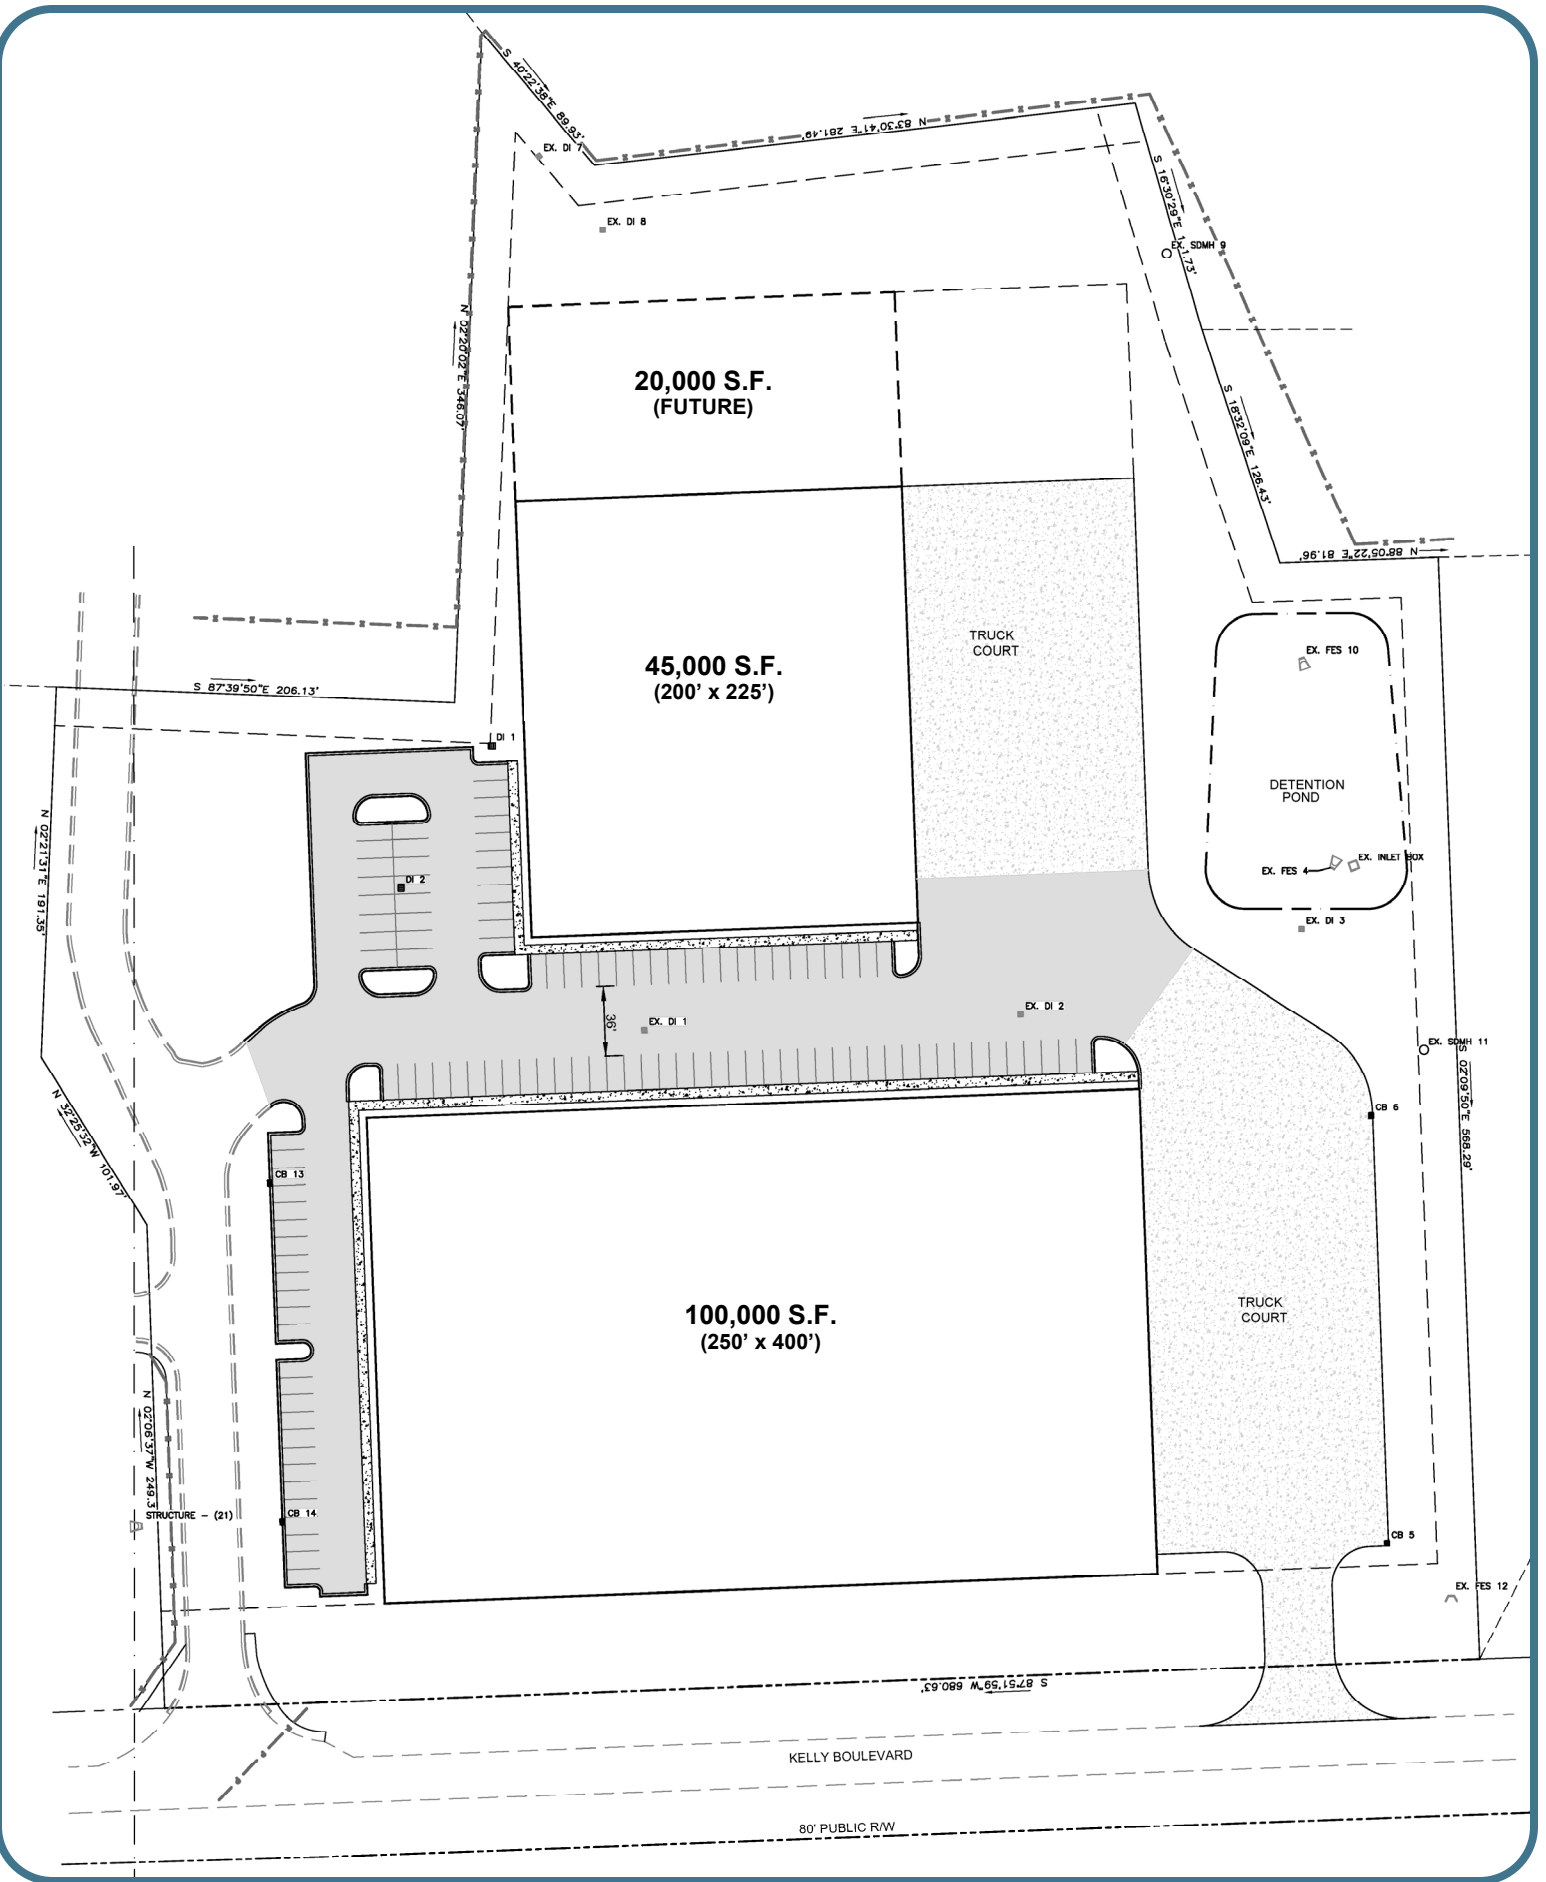 S 40°22'38"E 89.93'
N 83°30'41"E 281.49'
EX. DI 7
EX. DI 8
S 16°30'29"E 111.73'
EX. SDMH 9
N 02°20'02"E 346.07'
20,000 S.F.
(FUTURE)
S 18°32'09"E 126.43'
N 88°05'22"E 81.96'
TRUCK
COURT
45,000 S.F.
(200' x 225')
EX. FES 10
S 87°39'50"E 206.13'
DI 1
DETENTION
POND
N 02°21'31"E 191.35'
EX. INLET BOX
EX. FES 4
DI 2
EX. DI 3
EX. DI 2
36'
EX. DI 1
EX. SDMH 11
S 02°09'50"E 568.29'
N 32°25'32"W 101.97'
CB 6
CB 13
100,000 S.F.
(250' x 400')
TRUCK
COURT
N 02°06'37"W 249.3
STRUCTURE - (21)
CB 14
CB 5
EX. FES 12
S 87°51'59"W 680.63'
KELLY BOULEVARD
80' PUBLIC R/W